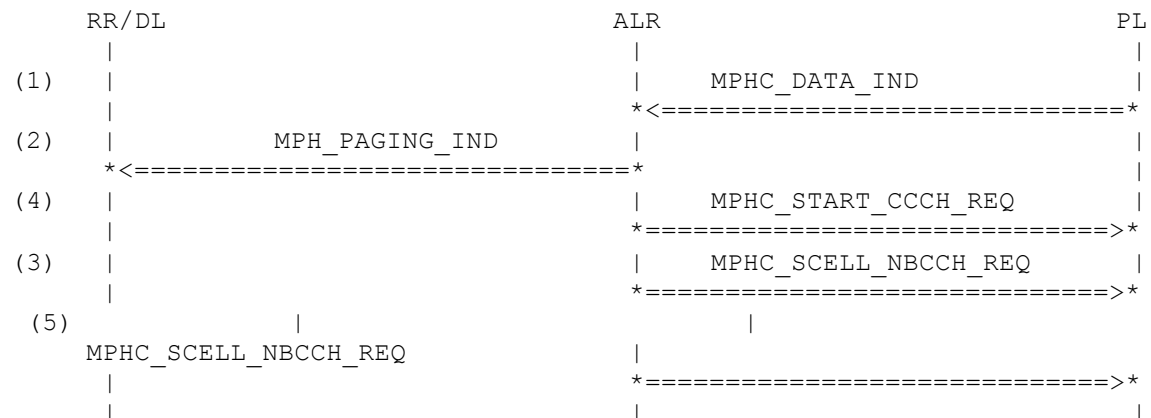 RR/DL ALR PL
| | |
(1) | | MPHC_DATA_IND |
| *<=============================*
(2) | MPH_PAGING_IND | |
*<===============================* |
(4) | | MPHC_START_CCCH_REQ |
| *=============================>*
(3) | | MPHC_SCELL_NBCCH_REQ |
| *=============================>*
(5) | |
MPHC_SCELL_NBCCH_REQ |
| *=============================>*
| | |